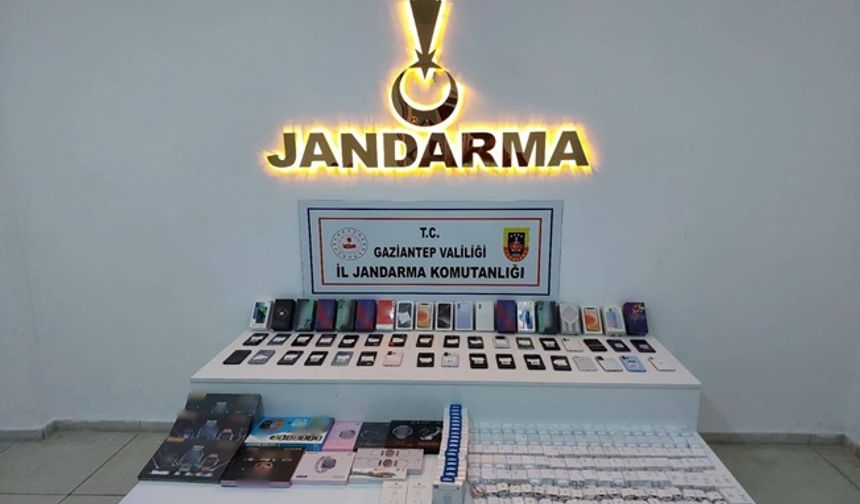 JANDARMA
T.C.
GAZİANTEP VALİLİĞİ
İL JANDARMA KOMUTANLIĞI